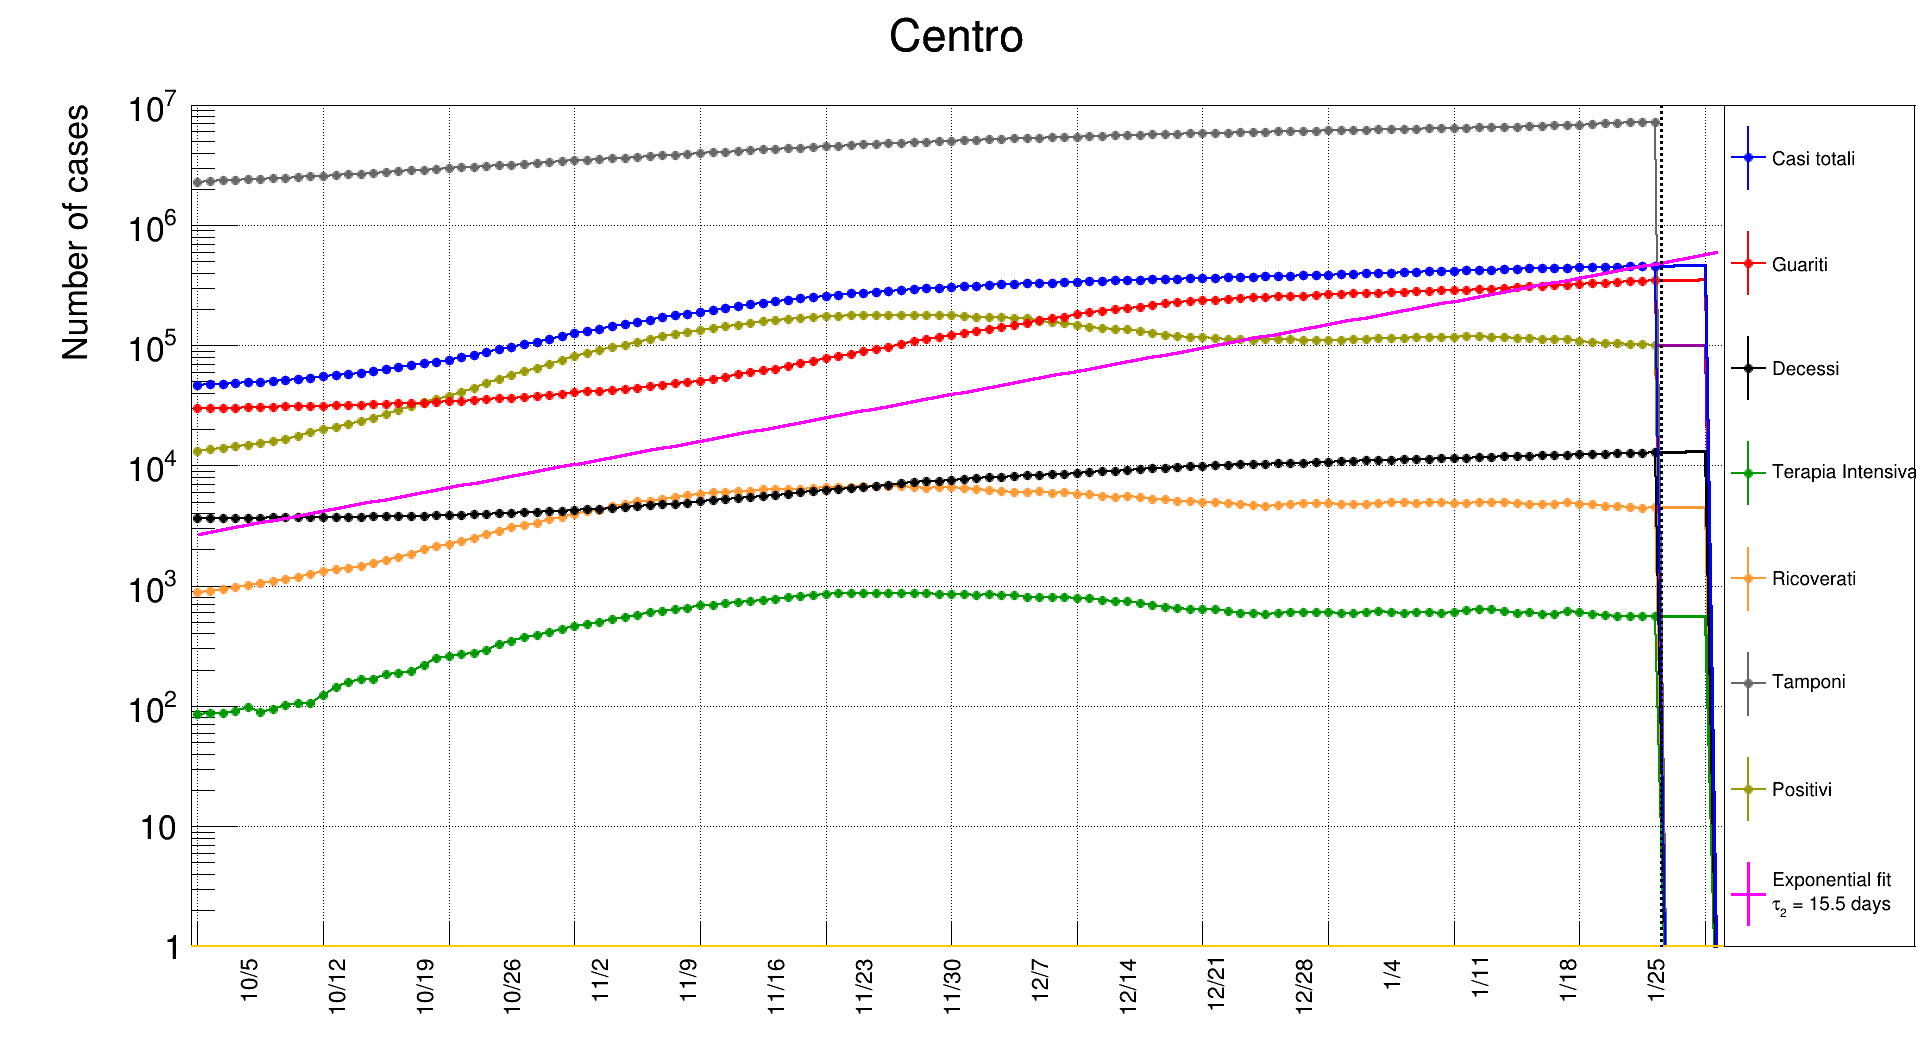 Centro
Number of cases
10^7
10^6
10^5
10^4
10^3
10^2
10
1
10/5
10/12
10/19
10/26
11/2
11/9
11/16
11/23
11/30
12/7
12/14
12/21
12/28
1/4
1/11
1/18
1/25
Casi totali
Guariti
Decessi
Terapia Intensiva
Ricoverati
Tamponi
Positivi
Exponential fit
τ_2 = 15.5 days